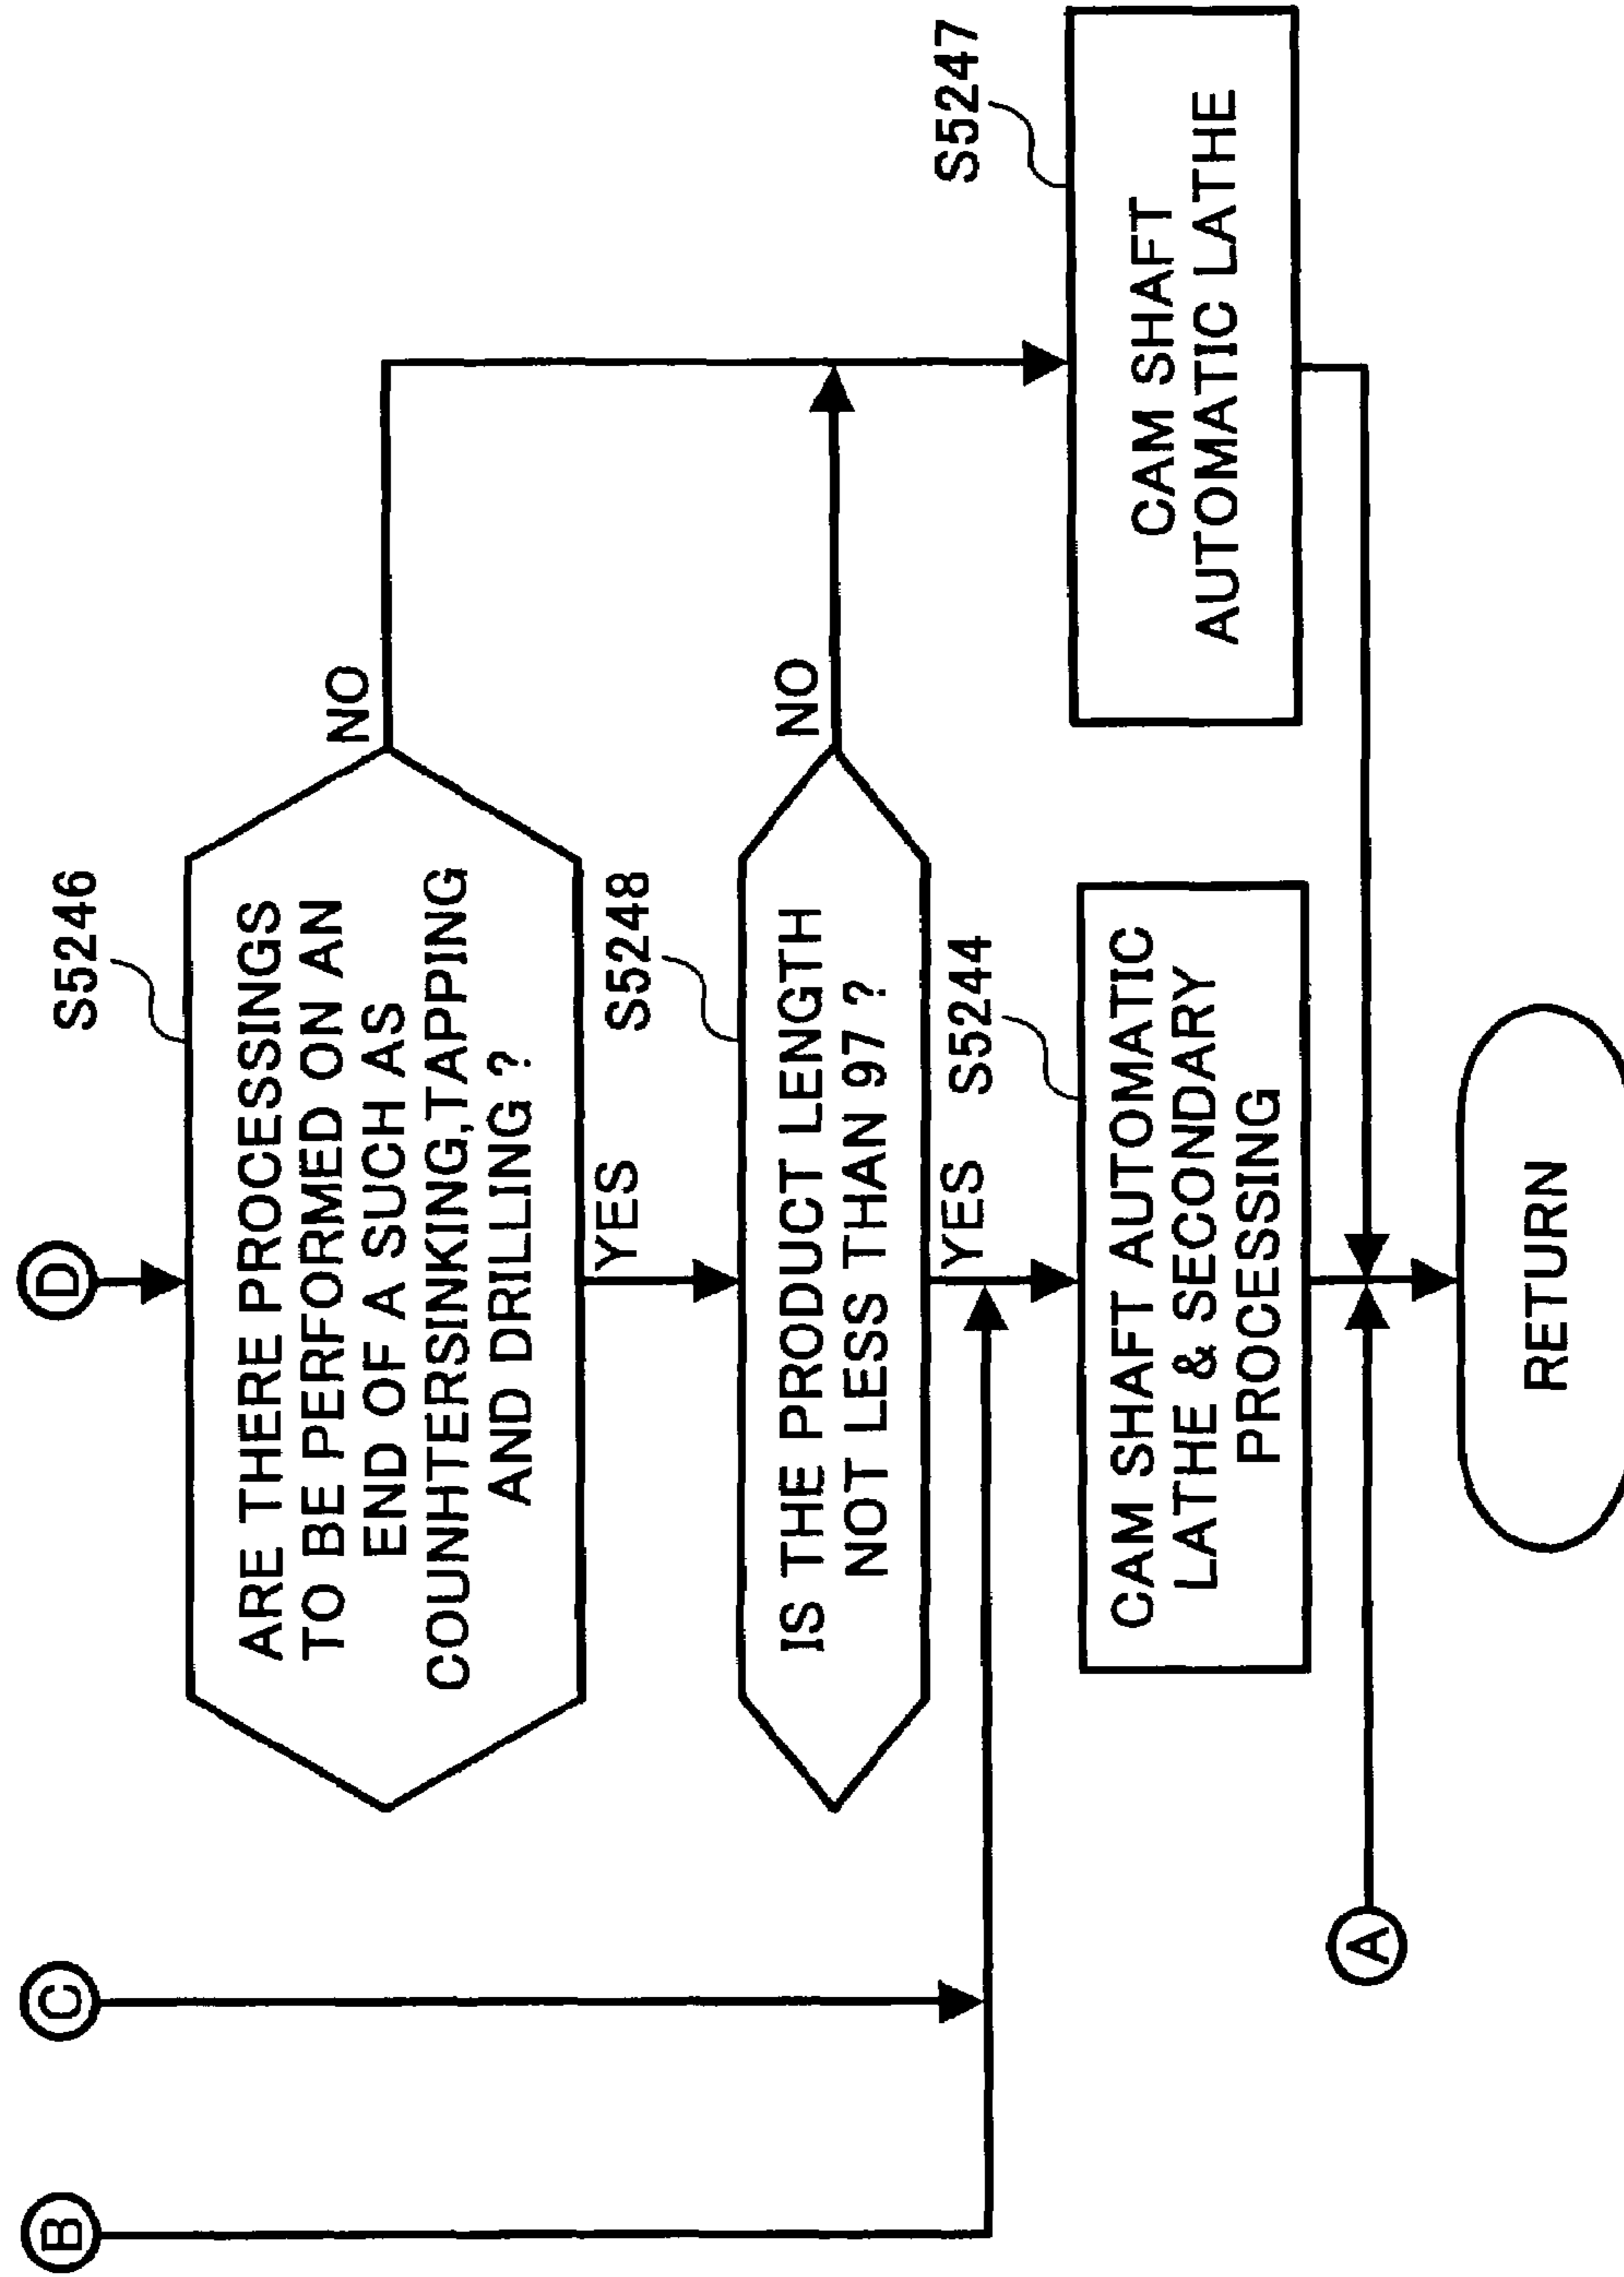 B
C
D
S5246
ARE THERE PROCESSINGS
TO BE PERFORMED ON AN
END OF A SUCH AS
COUNHTERSINKING,TAPPING
AND DRILLING ?
NO
YES
S5248
IS THE PRODUCT LENGTH
NOT LESS THAN 97 ?
NO
YES
S5244
CAM SHAFT AUTOMATIC
LATHE & SECONDARY
PROCESSING
S5247
CAM SHAFT
AUTOMATIC LATHE
A
RETURN